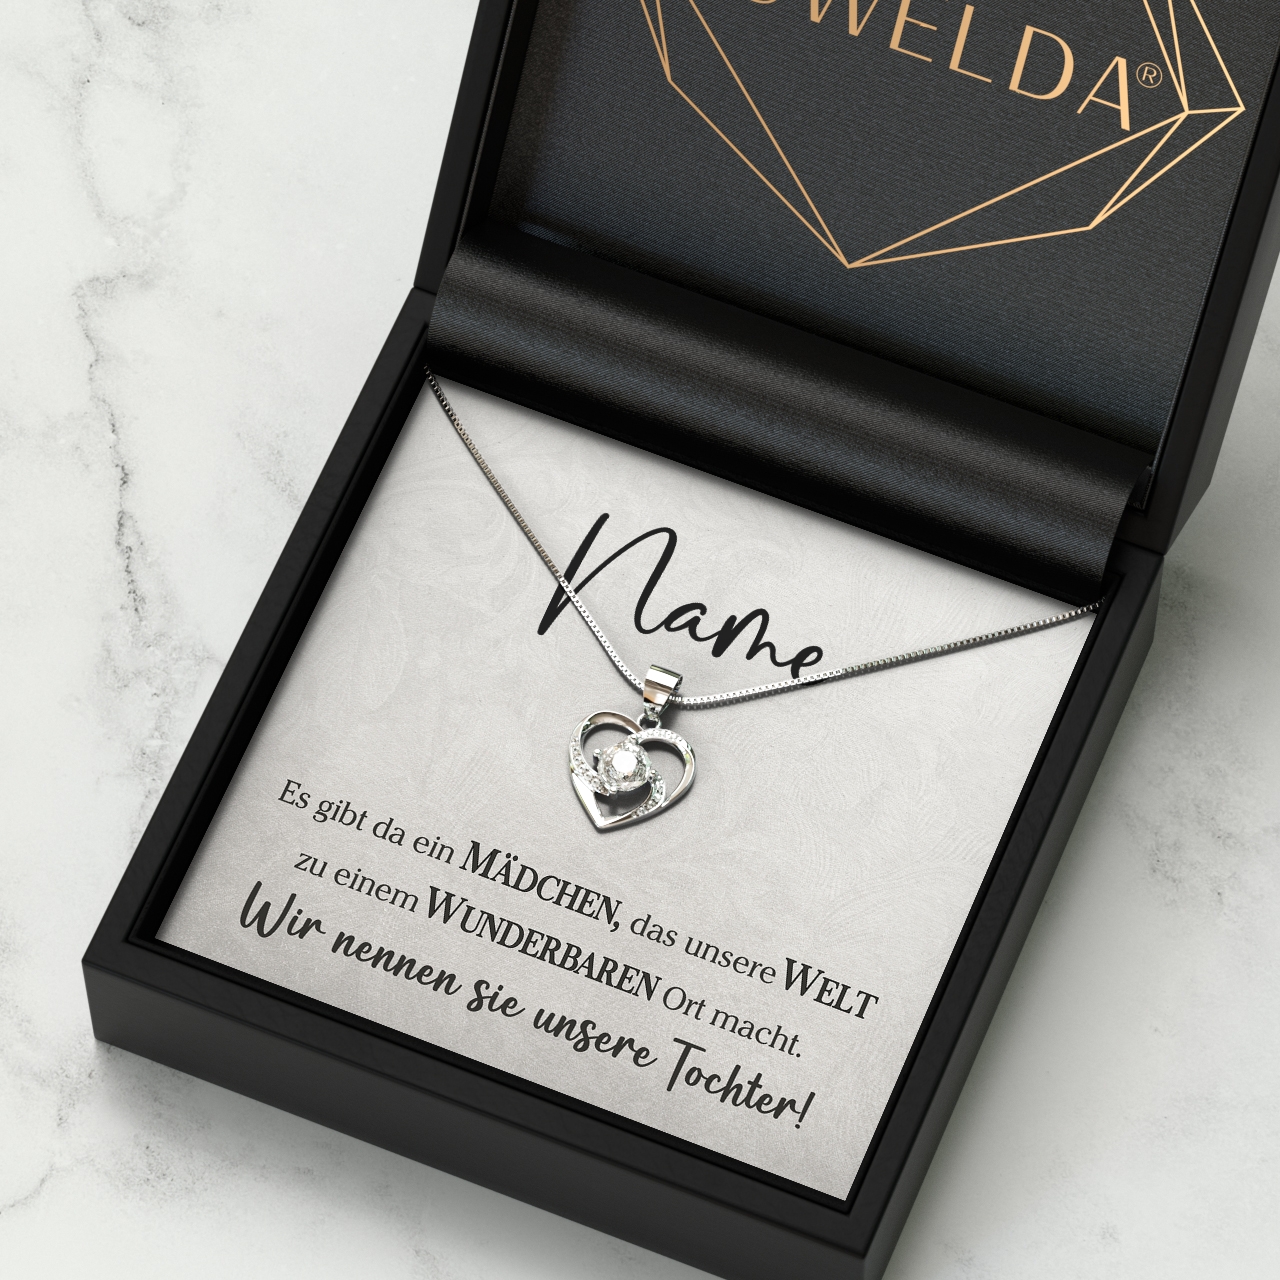 WELDA®
Name
Es gibt da ein MÄDCHEN, das unsere WELT
zu einem WUNDERBAREN Ort macht.
Wir nennen sie unsere Tochter!